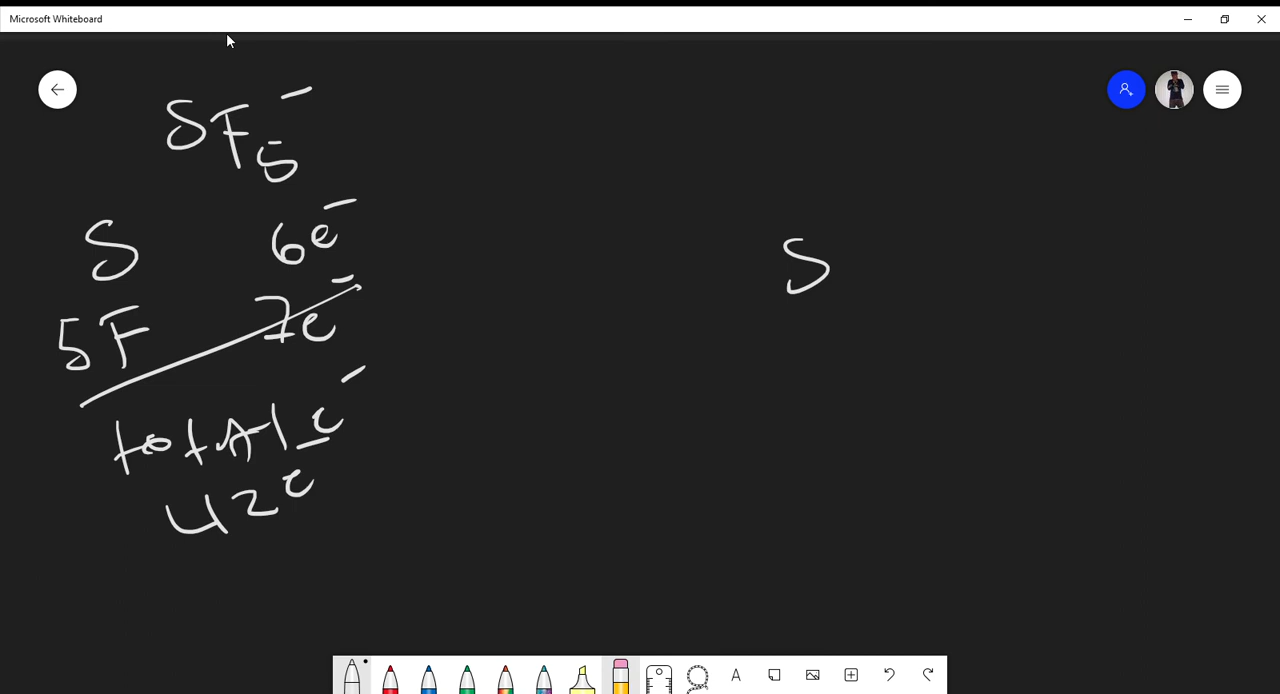 Microsoft Whiteboard
SF5⁻
S 6e⁻
5F 7e⁻
total e⁻
42e⁻
S
A